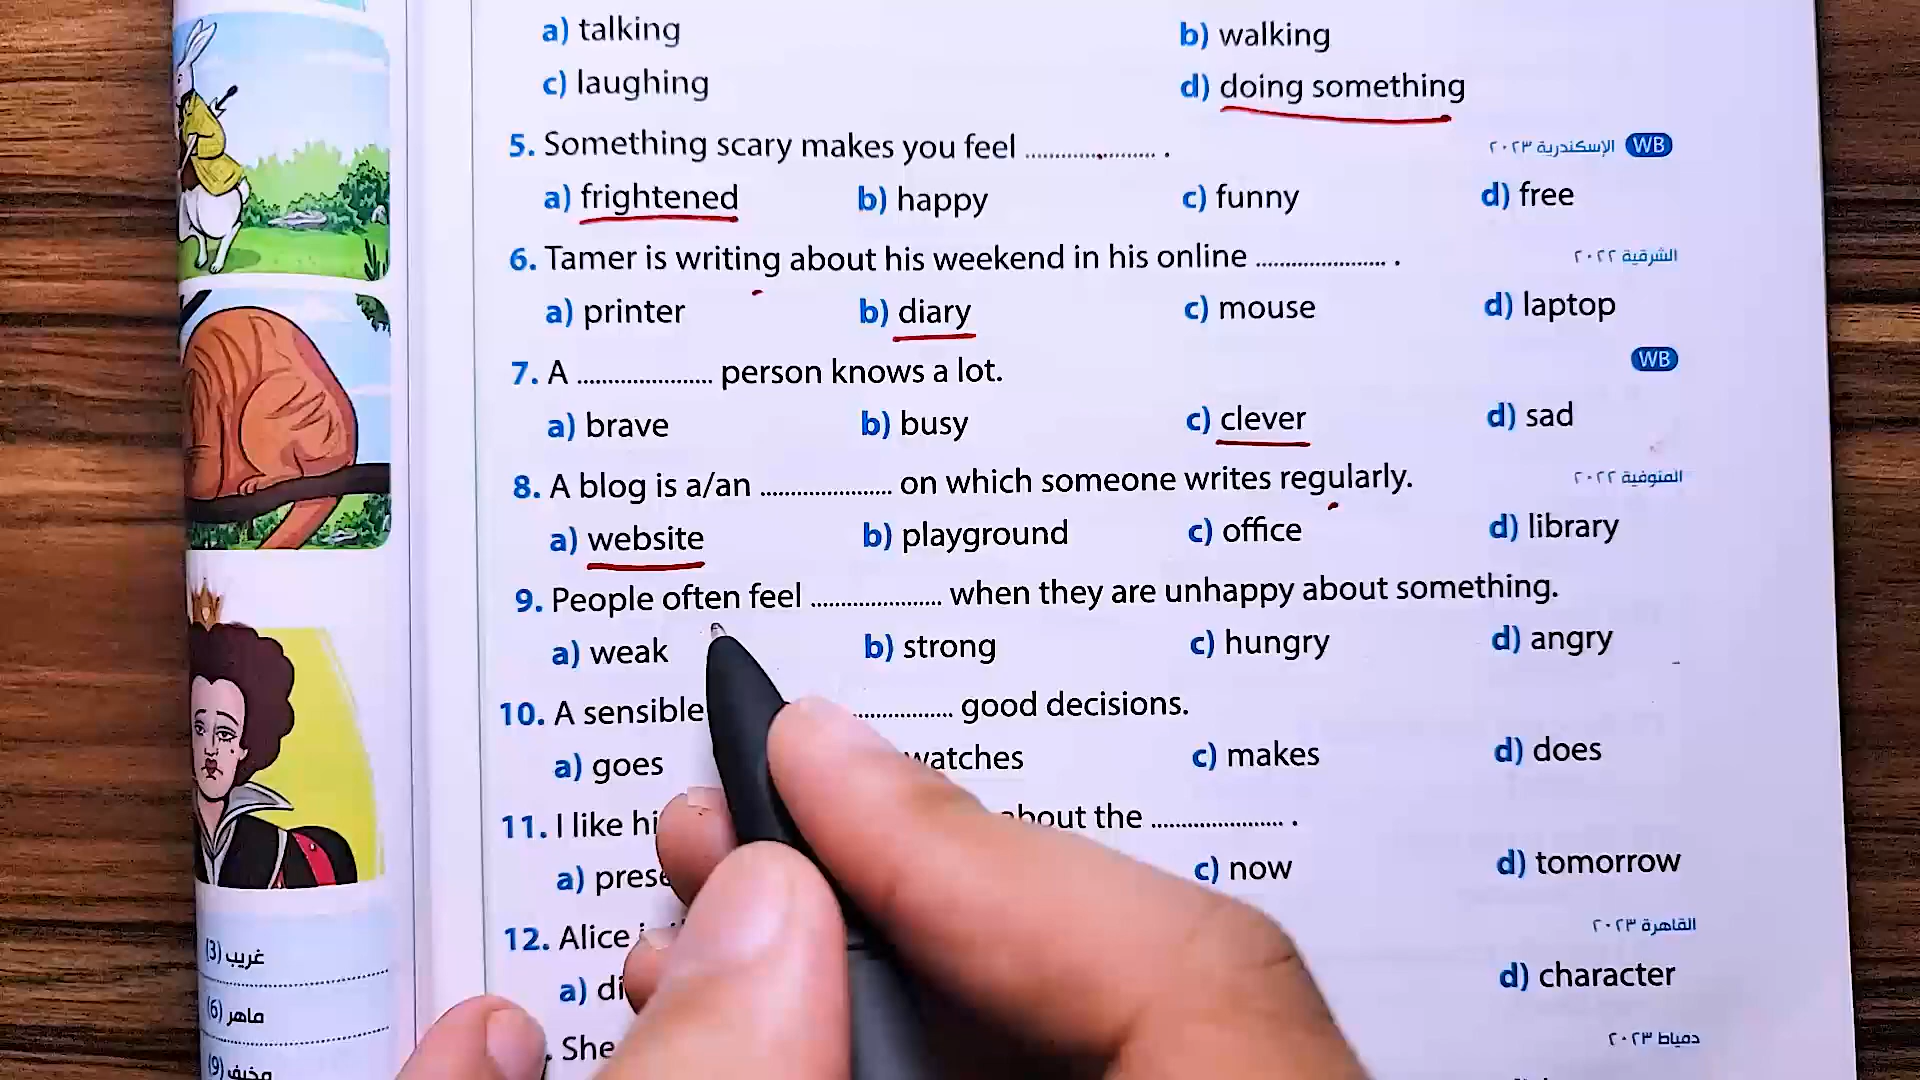 a) talking b) walking
c) laughing d) doing something
5. Something scary makes you feel ..................... . الإسكندرية ٢٠٢٣ WB
a) frightened b) happy c) funny d) free
6. Tamer is writing about his weekend in his online ..................... . الشرقية ٢٠٢٢
a) printer b) diary c) mouse d) laptop
7. A ..................... person knows a lot. WB
a) brave b) busy c) clever d) sad
8. A blog is a/an ..................... on which someone writes regularly. المنوفية ٢٠٢٢
a) website b) playground c) office d) library
9. People often feel ..................... when they are unhappy about something.
a) weak b) strong c) hungry d) angry
10. A sensible ................ good decisions.
a) goes watches c) makes d) does
11. I like about the ..................... .
a) c) now d) tomorrow
12. Alice القاهرة ٢٠٢٣
a) d) character
She دمياط ٢٠٢٣
غريب (3)
ماهر (6)
مخيف (9)